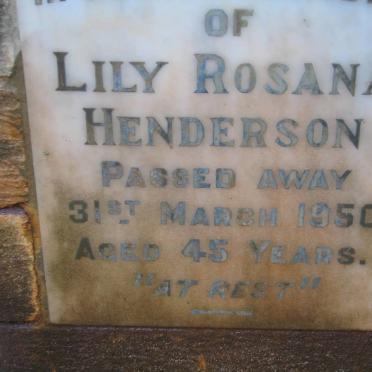 OF
LILY ROSANA
HENDERSON
PASSED AWAY
31ST MARCH 1950
AGED 45 YEARS.
"AT REST"